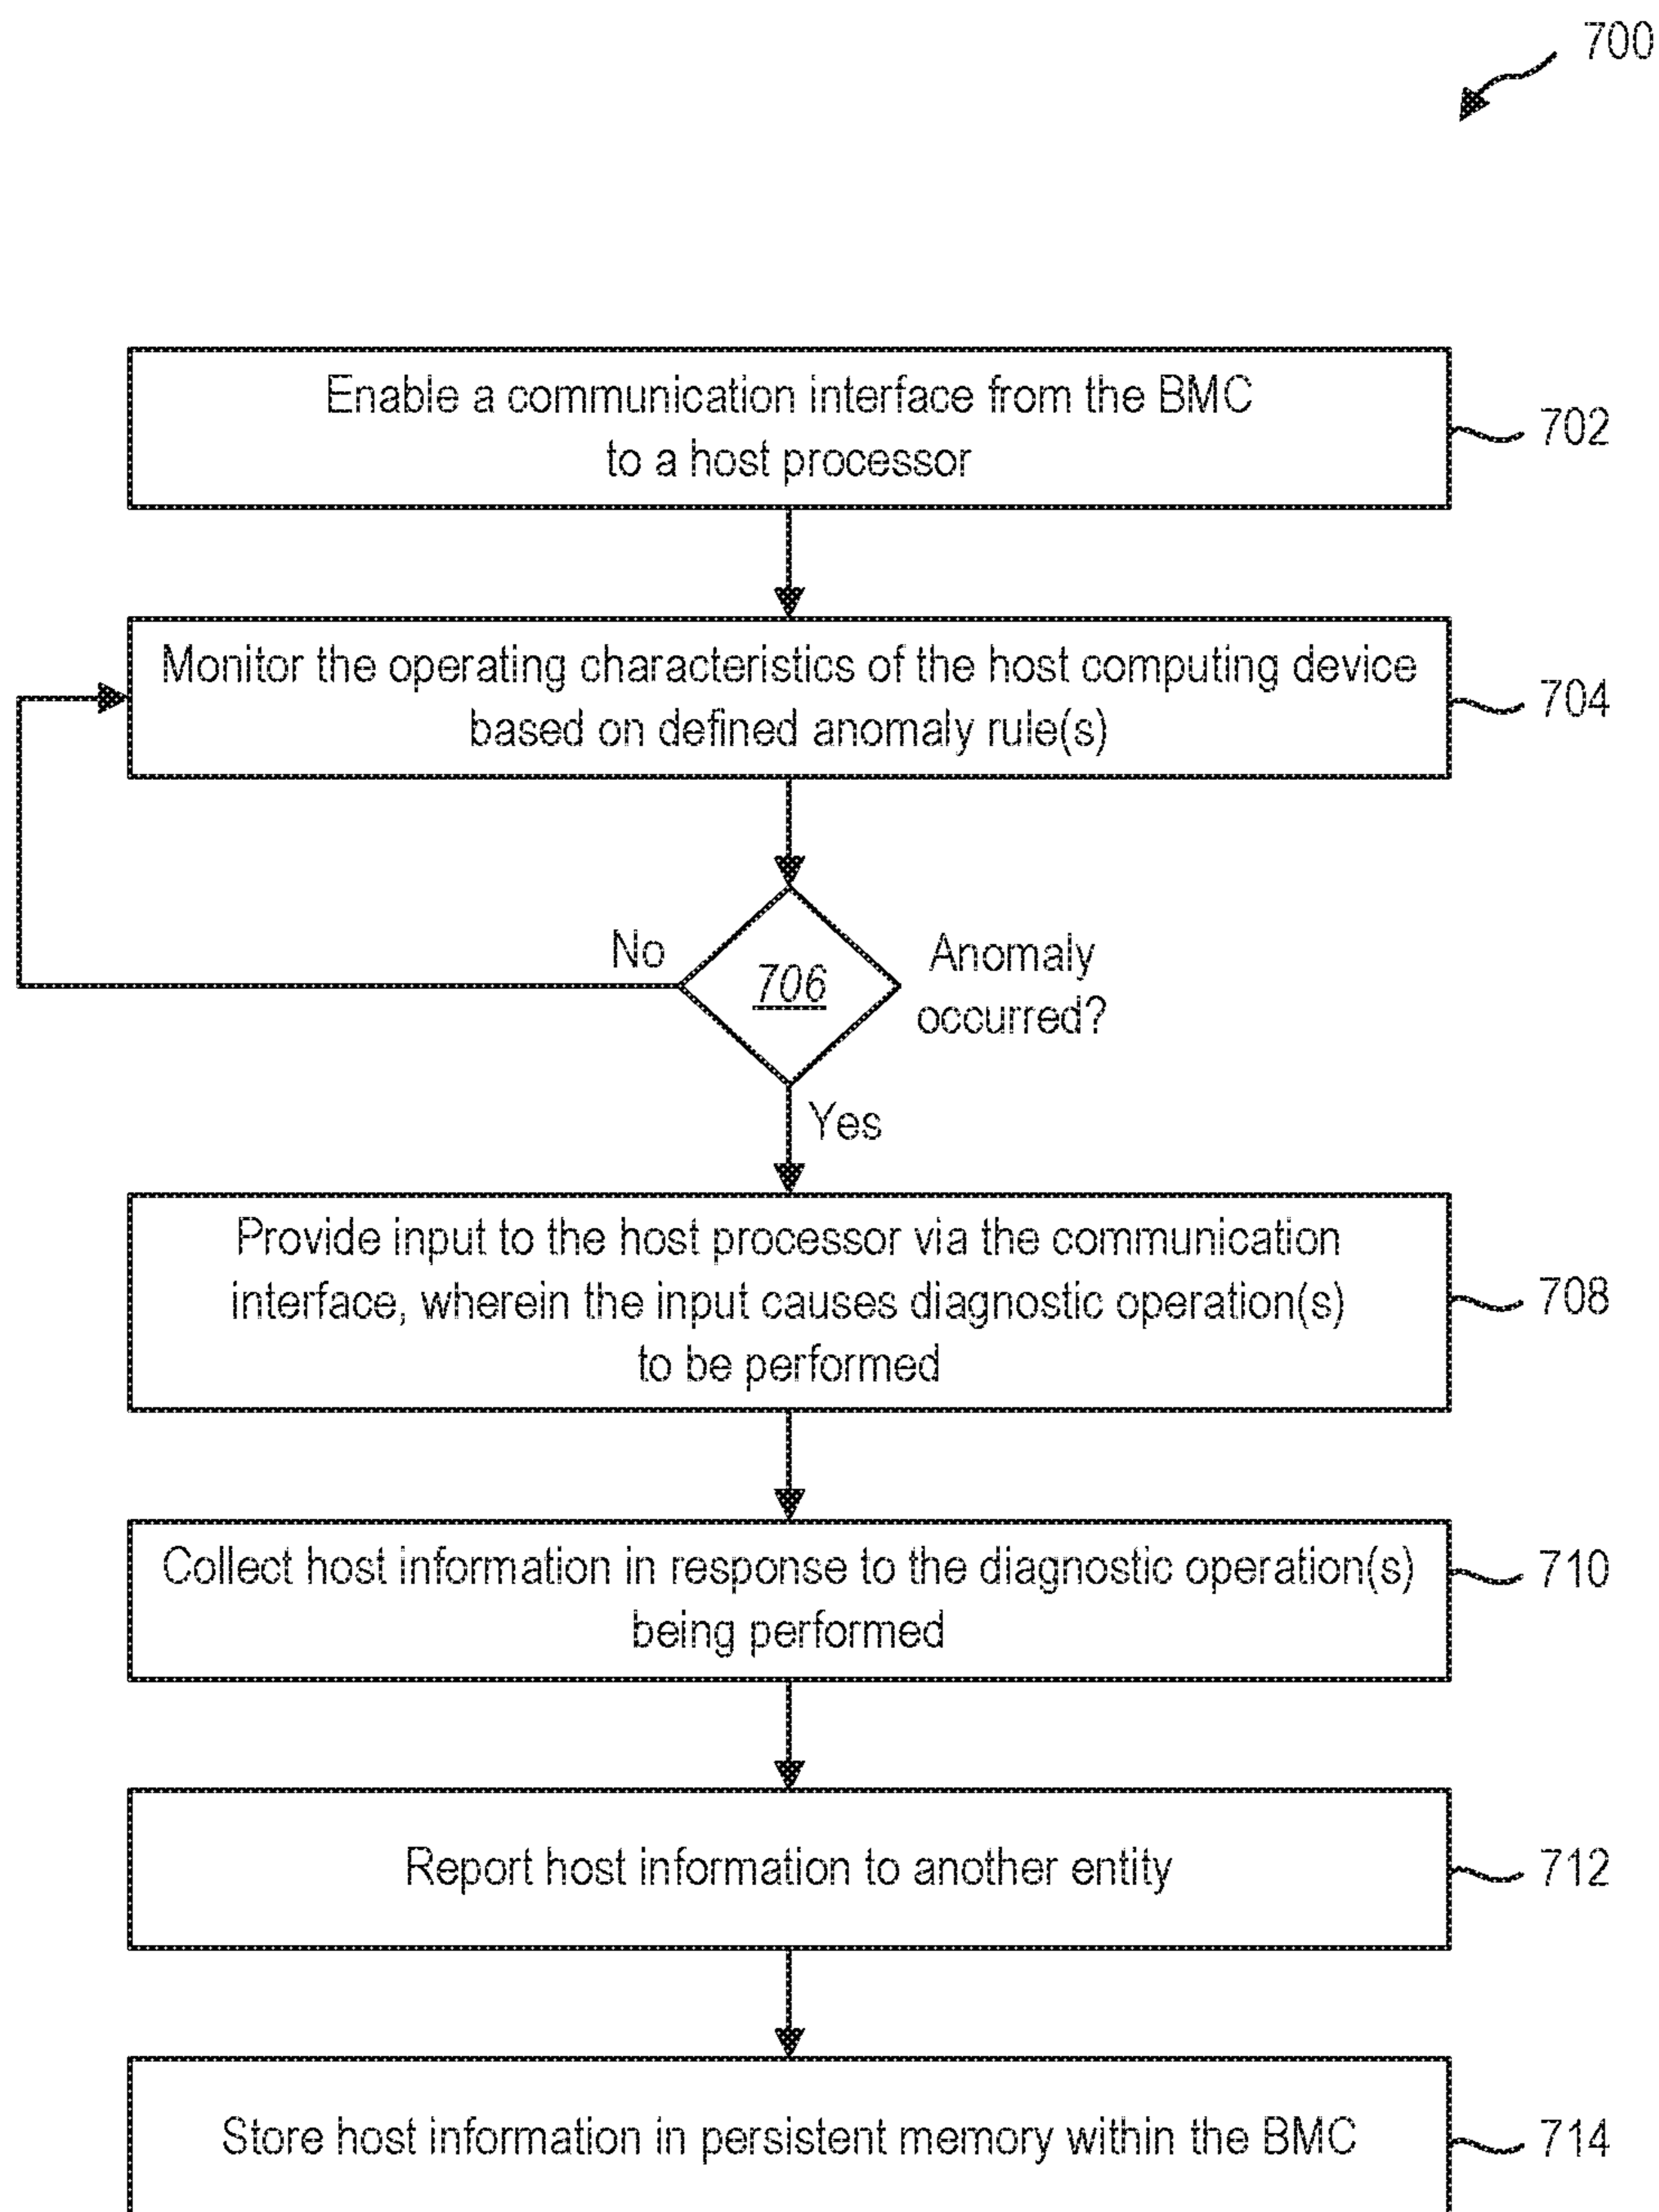 700
Enable a communication interface from the BMC
to a host processor
702
Monitor the operating characteristics of the host computing device
based on defined anomaly rule(s)
704
No
706
Anomaly
occurred?
Yes
Provide input to the host processor via the communication
interface, wherein the input causes diagnostic operation(s)
to be performed
708
Collect host information in response to the diagnostic operation(s)
being performed
710
Report host information to another entity
712
Store host information in persistent memory within the BMC
714